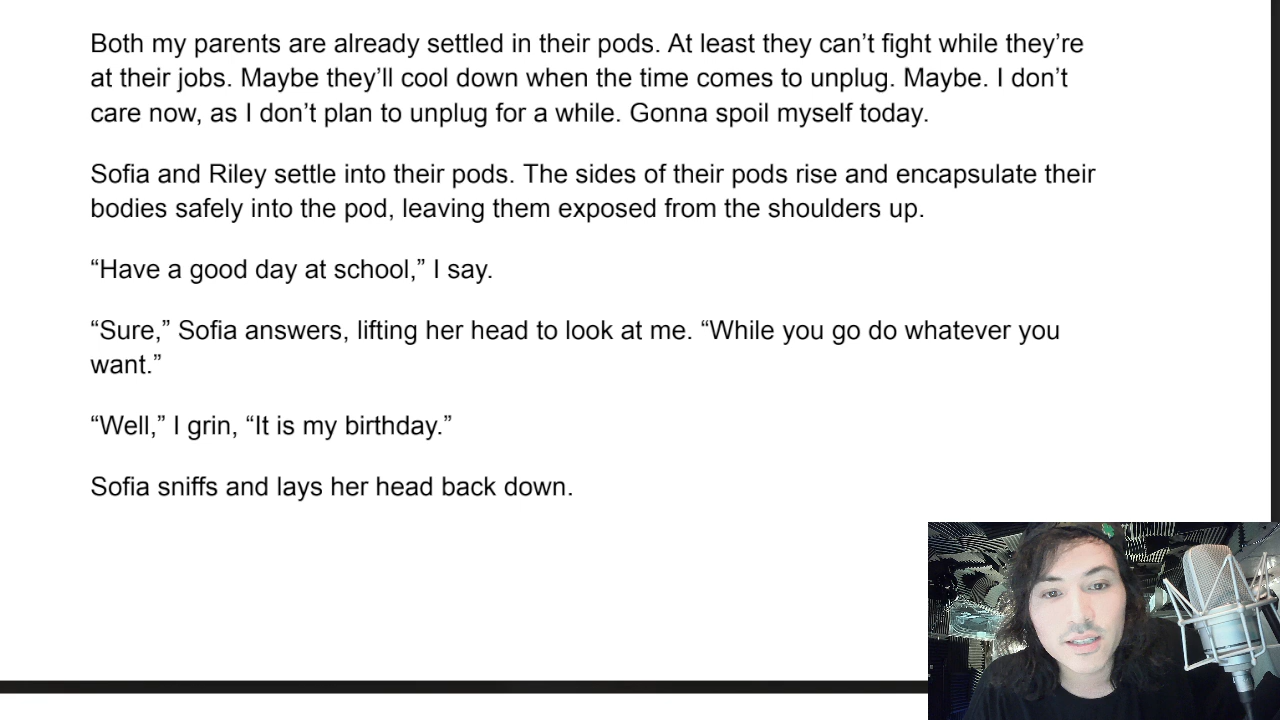 Both my parents are already settled in their pods. At least they can’t fight while they’re
at their jobs. Maybe they’ll cool down when the time comes to unplug. Maybe. I don’t
care now, as I don’t plan to unplug for a while. Gonna spoil myself today.
Sofia and Riley settle into their pods. The sides of their pods rise and encapsulate their
bodies safely into the pod, leaving them exposed from the shoulders up.
“Have a good day at school,” I say.
“Sure,” Sofia answers, lifting her head to look at me. “While you go do whatever you
want.”
“Well,” I grin, “It is my birthday.”
Sofia sniffs and lays her head back down.